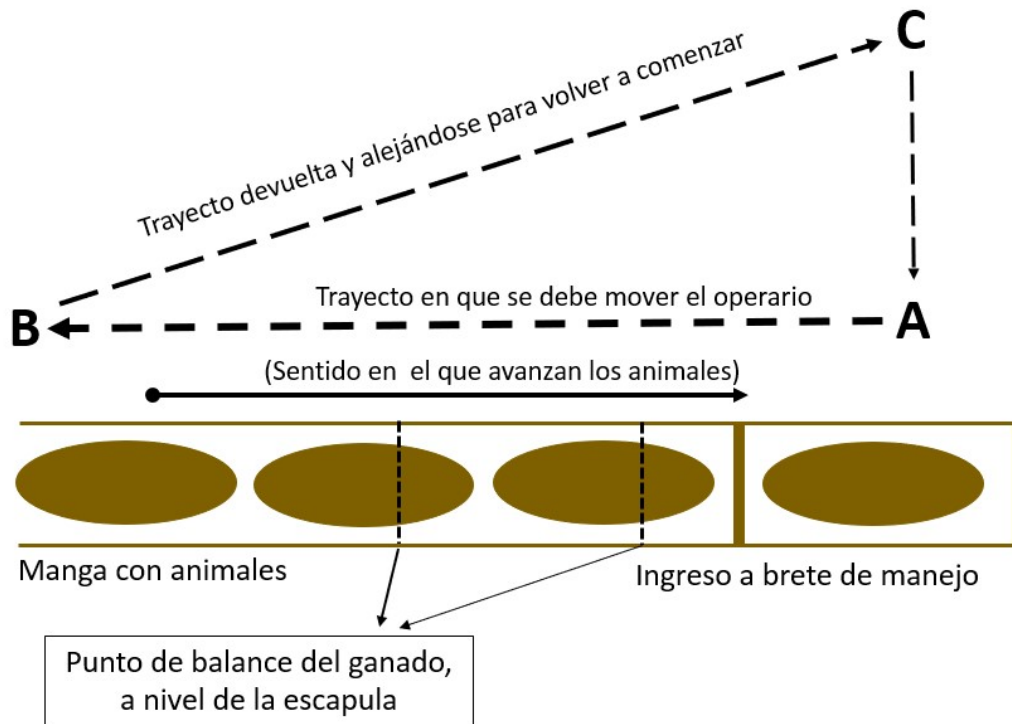 C
Trayecto devuelta y alejándose para volver a comenzar
Trayecto en que se debe mover el operario
B
A
(Sentido en el que avanzan los animales)
Manga con animales
Ingreso a brete de manejo
Punto de balance del ganado,
a nivel de la escapula